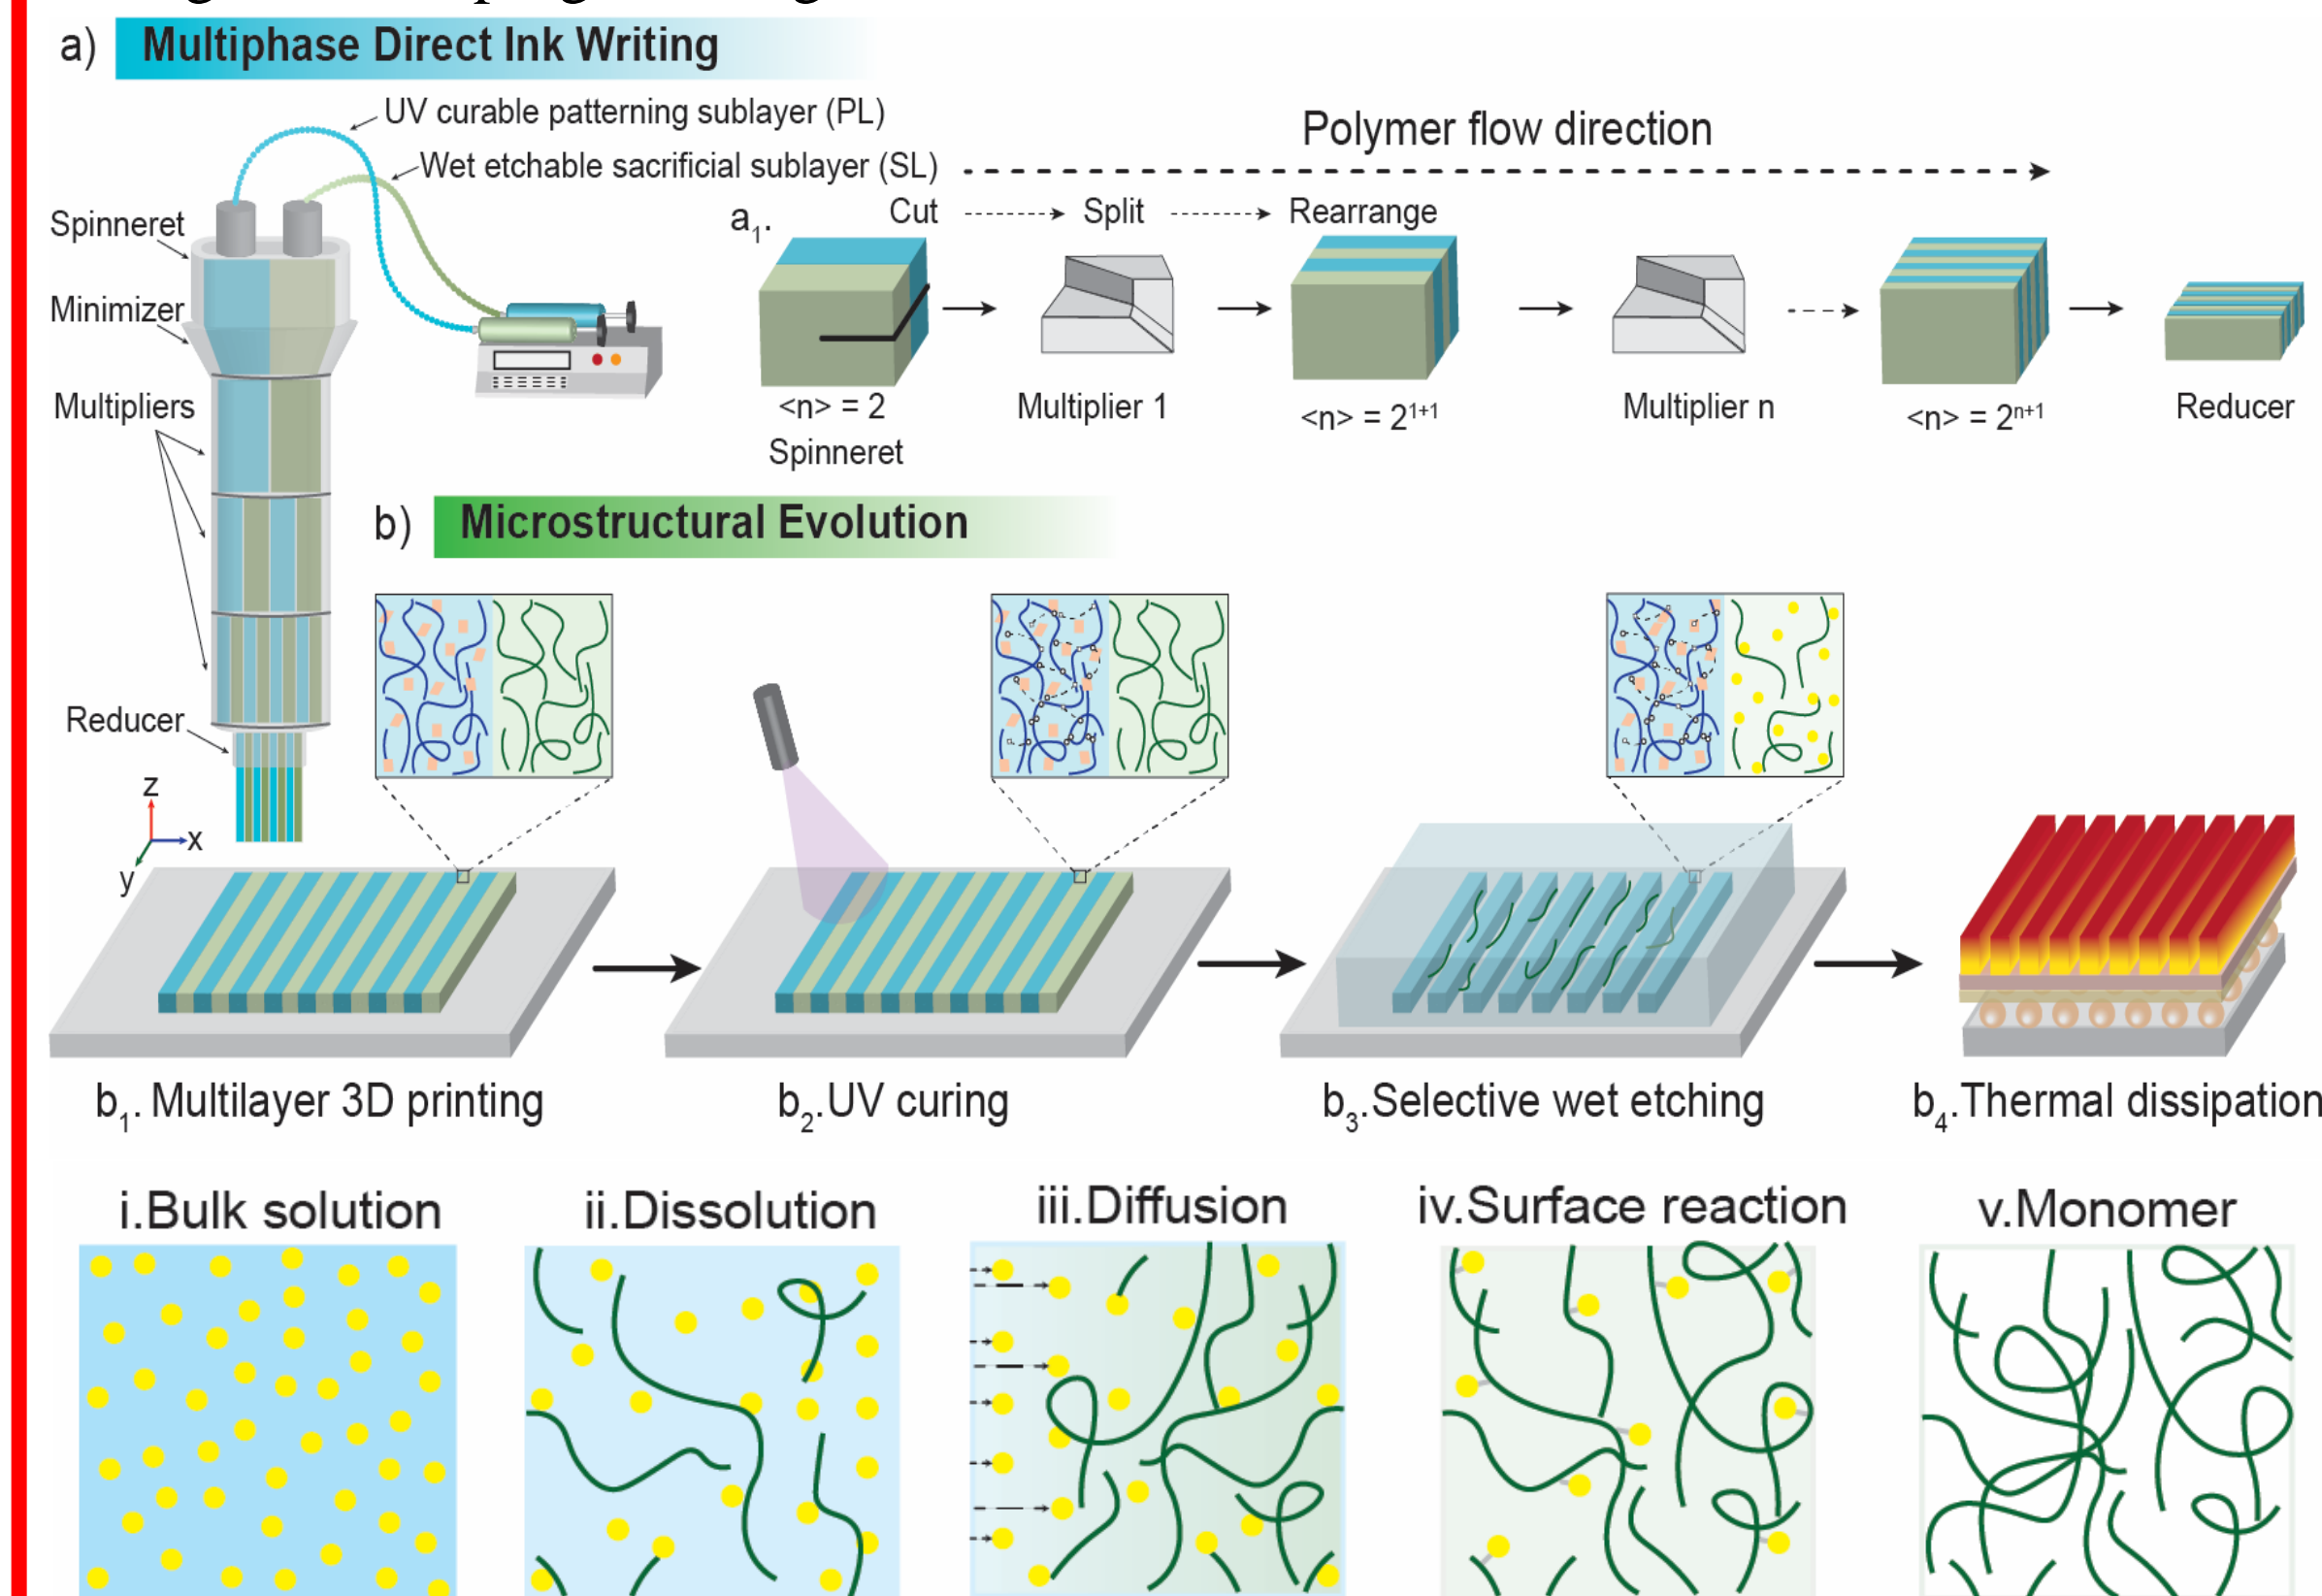 a) Multiphase Direct Ink Writing
UV curable patterning sublayer (PL)
Wet etchable sacrificial sublayer (SL)
Polymer flow direction
Spinneret
Minimizer
Multipliers
Reducer
z
x
y
a1.
Cut
Split
Rearrange
<n> = 2
Spinneret
Multiplier 1
<n> = 2^1+1
Multiplier n
<n> = 2^n+1
Reducer
b) Microstructural Evolution
b1. Multilayer 3D printing
b2.UV curing
b3.Selective wet etching
b4.Thermal dissipation
i.Bulk solution
ii.Dissolution
iii.Diffusion
iv.Surface reaction
v.Monomer